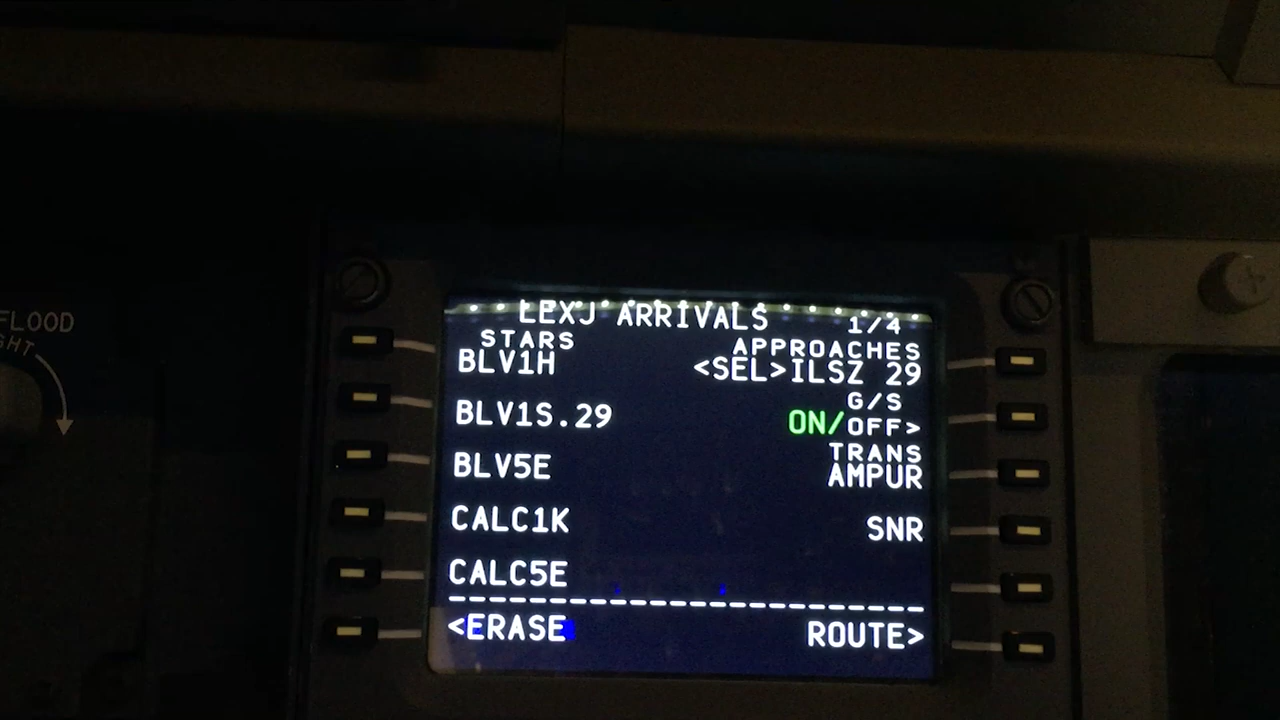 FLOOD
LEXJ ARRIVALS 1/4
STARS APPROACHES
BLV1H <SEL>ILSZ 29
G/S
BLV1S.29 ON/OFF>
TRANS
BLV5E AMPUR
CALC1K SNR
CALC5E
<ERASE ROUTE>